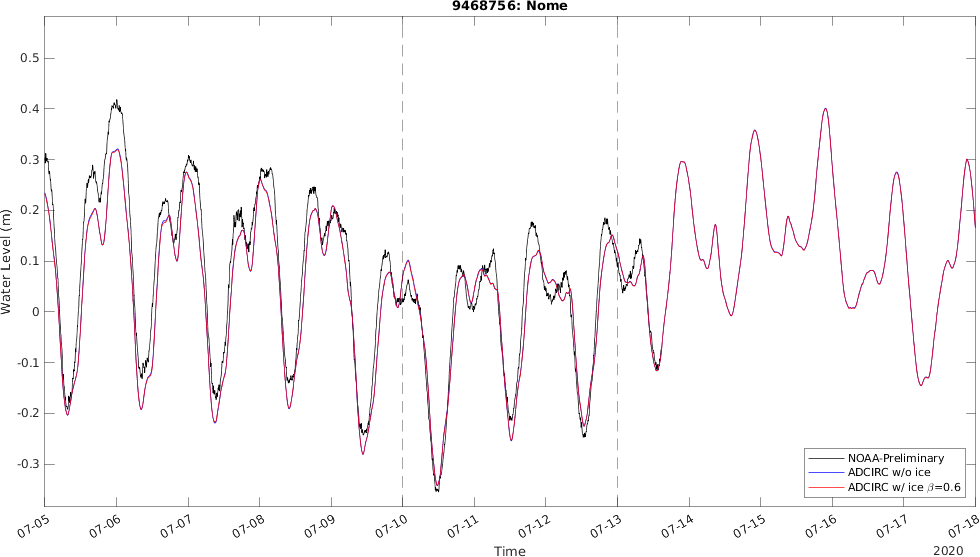 9468756: Nome
Water Level (m)
0.5
0.4
0.3
0.2
0.1
0
-0.1
-0.2
-0.3
NOAA-Preliminary
ADCIRC w/o ice
ADCIRC w/ ice β=0.6
07-05 07-06 07-07 07-08 07-09 07-10 07-11 07-12 07-13 07-14 07-15 07-16 07-17 07-18
Time
2020